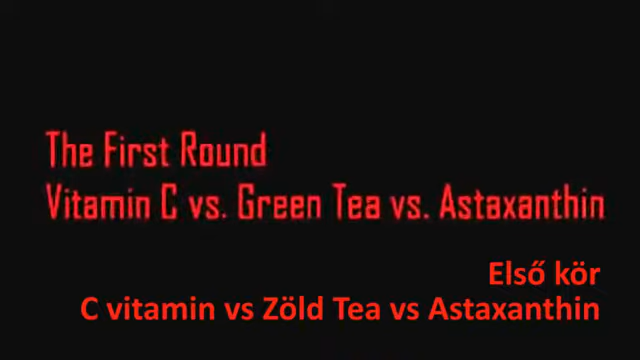 The First Round
Vitamin C vs. Green Tea vs. Astaxanthin
Első kör
C vitamin vs Zöld Tea vs Astaxanthin